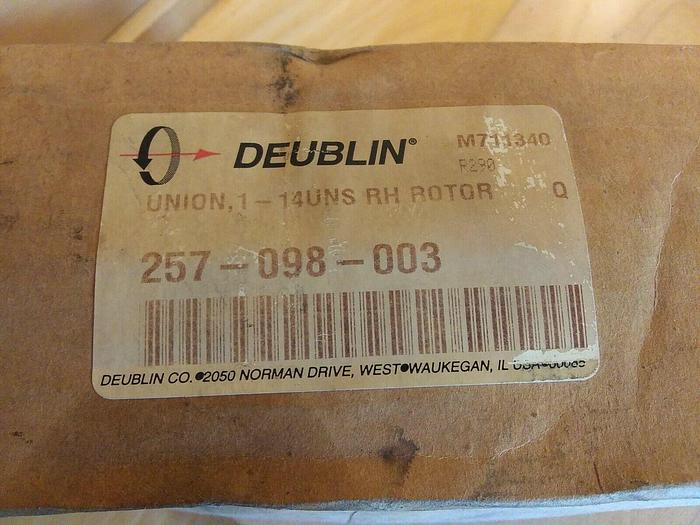 DEUBLIN® M711340
R290
UNION,1-14UNS RH ROTOR Q
257-098-003
DEUBLIN CO.●2050 NORMAN DRIVE, WEST●WAUKEGAN, IL USA